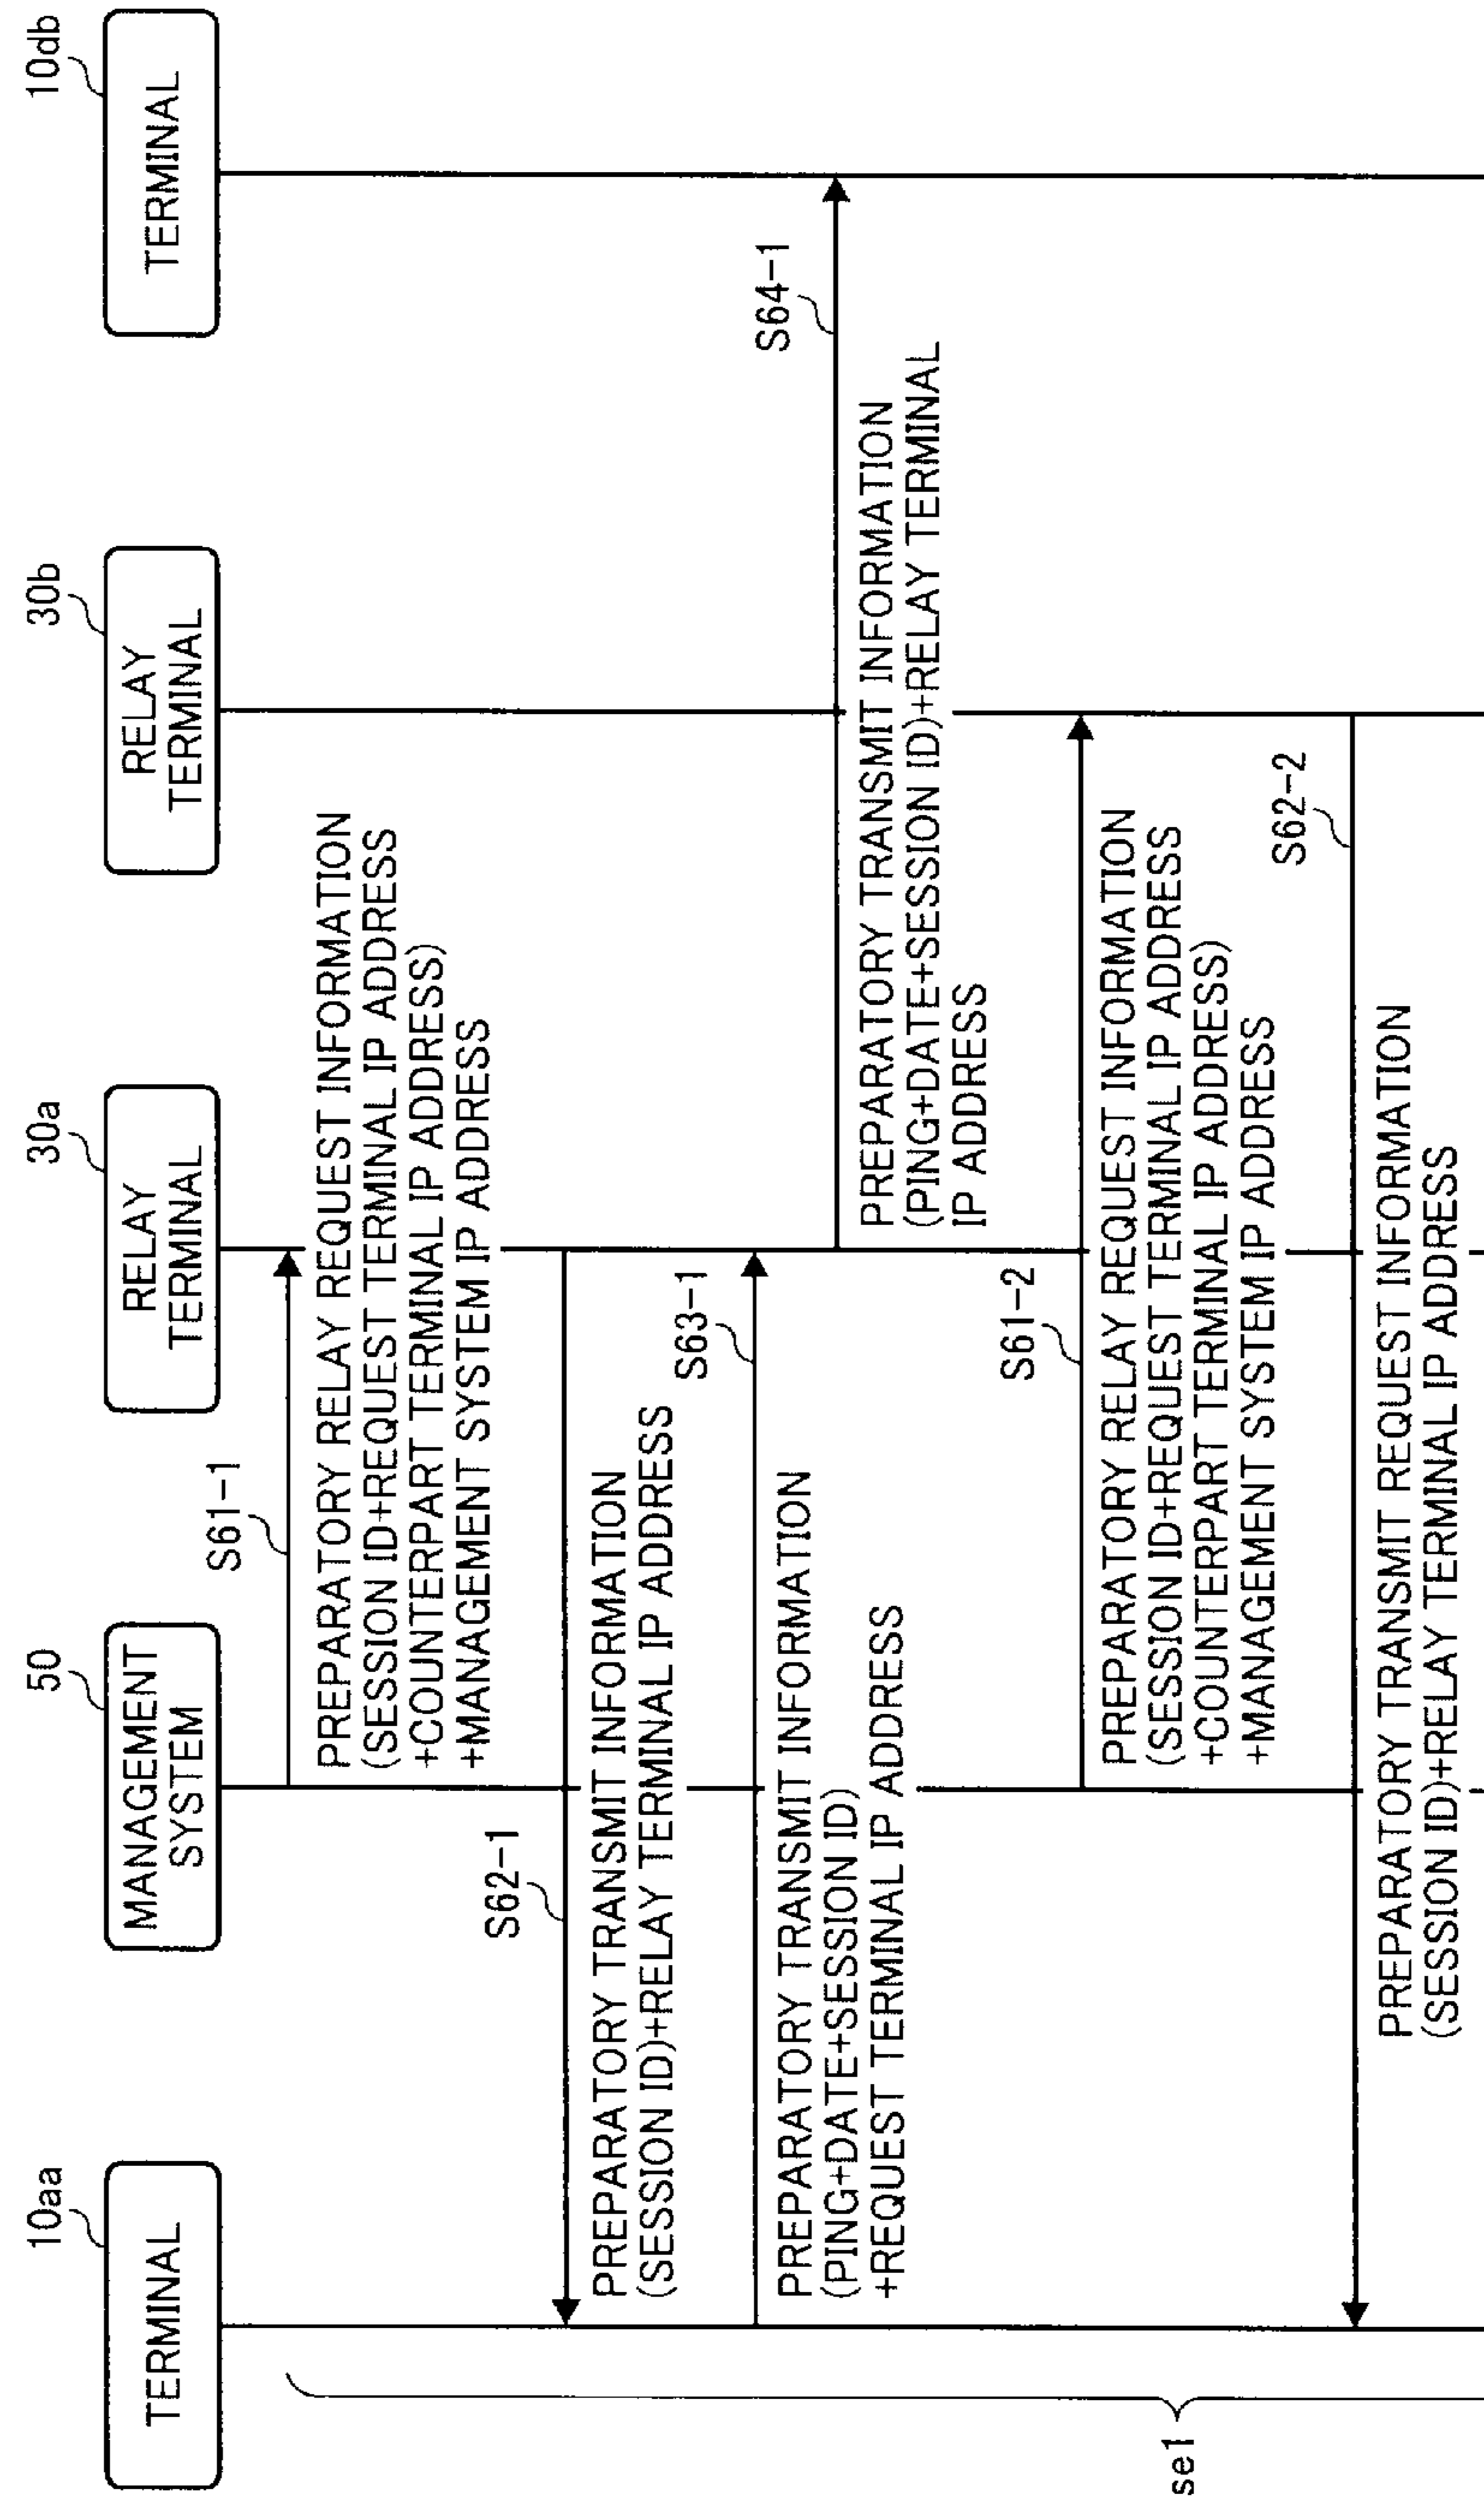 10aa
TERMINAL
50
MANAGEMENT
SYSTEM
30a
RELAY
TERMINAL
30b
RELAY
TERMINAL
10db
TERMINAL
S61-1
PREPARATORY RELAY REQUEST INFORMATION
(SESSION ID+REQUEST TERMINAL IP ADDRESS
+COUNTERPART TERMINAL IP ADDRESS)
+MANAGEMENT SYSTEM IP ADDRESS
S62-1
PREPARATORY TRANSMIT INFORMATION
(SESSION ID)+RELAY TERMINAL IP ADDRESS
S63-1
PREPARATORY TRANSMIT INFORMATION
(PING+DATE+SESSION ID)
+REQUEST TERMINAL IP ADDRESS
S64-1
PREPARATORY TRANSMIT INFORMATION
(PING+DATE+SESSION ID)+RELAY TERMINAL
IP ADDRESS
S61-2
PREPARATORY RELAY REQUEST INFORMATION
(SESSION ID+REQUEST TERMINAL IP ADDRESS
+COUNTERPART TERMINAL IP ADDRESS)
+MANAGEMENT SYSTEM IP ADDRESS
se1
S62-2
PREPARATORY TRANSMIT REQUEST INFORMATION
(SESSION ID)+RELAY TERMINAL IP ADDRESS